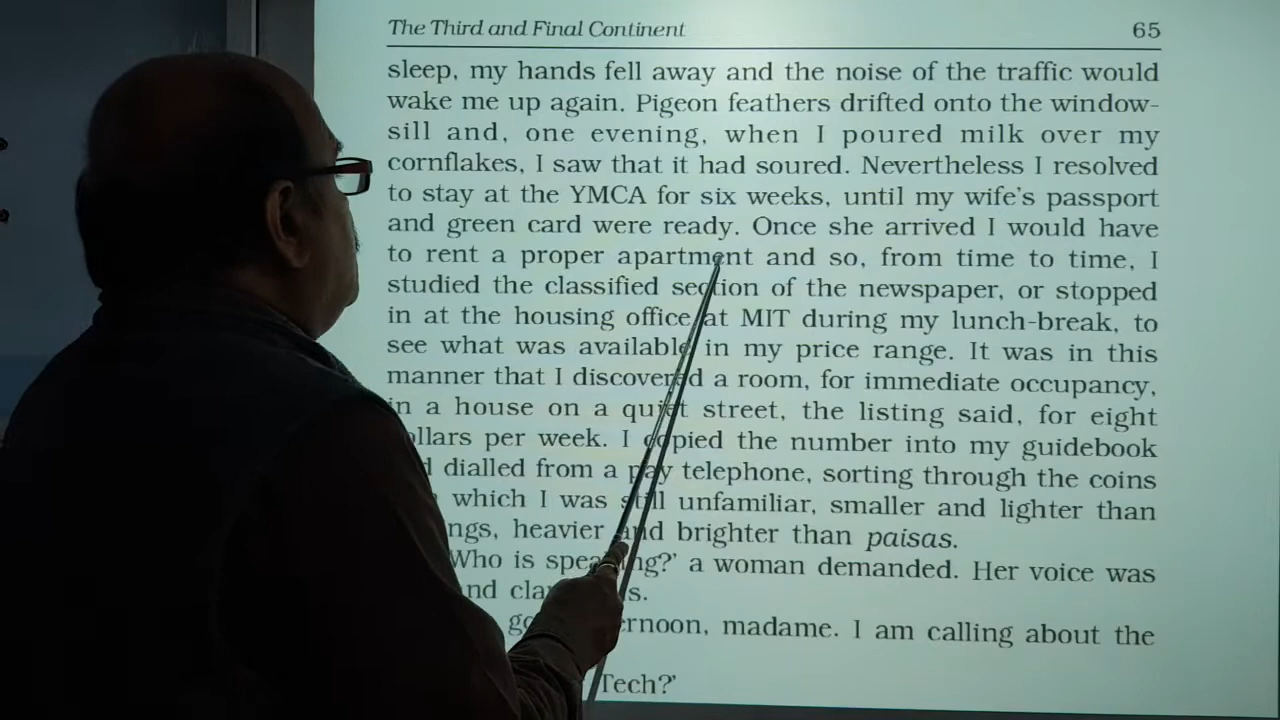 The Third and Final Continent 65
sleep, my hands fell away and the noise of the traffic would
wake me up again. Pigeon feathers drifted onto the window-
sill and, one evening, when I poured milk over my
cornflakes, I saw that it had soured. Nevertheless I resolved
to stay at the YMCA for six weeks, until my wife's passport
and green card were ready. Once she arrived I would have
to rent a proper apartment and so, from time to time, I
studied the classified section of the newspaper, or stopped
in at the housing office at MIT during my lunch-break, to
see what was available in my price range. It was in this
manner that I discovered a room, for immediate occupancy,
in a house on a quiet street, the listing said, for eight
dollars per week. I copied the number into my guidebook
dialled from a pay telephone, sorting through the coins
which I was still unfamiliar, smaller and lighter than
heavier and brighter than paisas.
Who is speaking?' a woman demanded. Her voice was
and
madame. I am calling about the
Tech?'